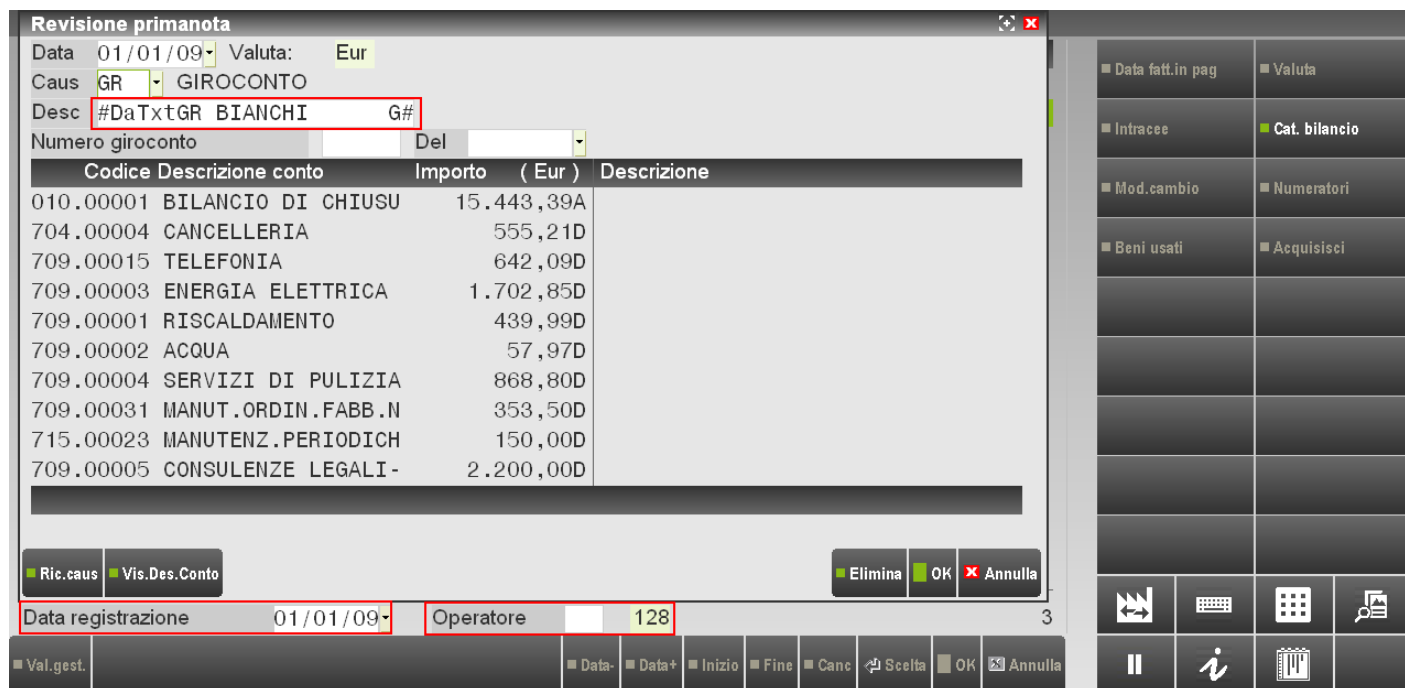 Revisione primanota
Data 01/01/09 Valuta: Eur
Caus GR GIROCONTO
Desc #DaTxtGR BIANCHI G#
Numero giroconto Del
Codice Descrizione conto Importo ( Eur ) Descrizione
010.00001 BILANCIO DI CHIUSU 15.443,39A
704.00004 CANCELLERIA 555,21D
709.00015 TELEFONIA 642,09D
709.00003 ENERGIA ELETTRICA 1.702,85D
709.00001 RISCALDAMENTO 439,99D
709.00002 ACQUA 57,97D
709.00004 SERVIZI DI PULIZIA 868,80D
709.00031 MANUT.ORDIN.FABB.N 353,50D
715.00023 MANUTENZ.PERIODICH 150,00D
709.00005 CONSULENZE LEGALI- 2.200,00D
Ric.caus Vis.Des.Conto Elimina OK Annulla
Data registrazione 01/01/09 Operatore 128 3
Val.gest. Data- Data+ Inizio Fine Canc Scelta OK Annulla
Data fatt.in pag Valuta
Intracee Cat. bilancio
Mod.cambio Numeratori
Beni usati Acquisisci